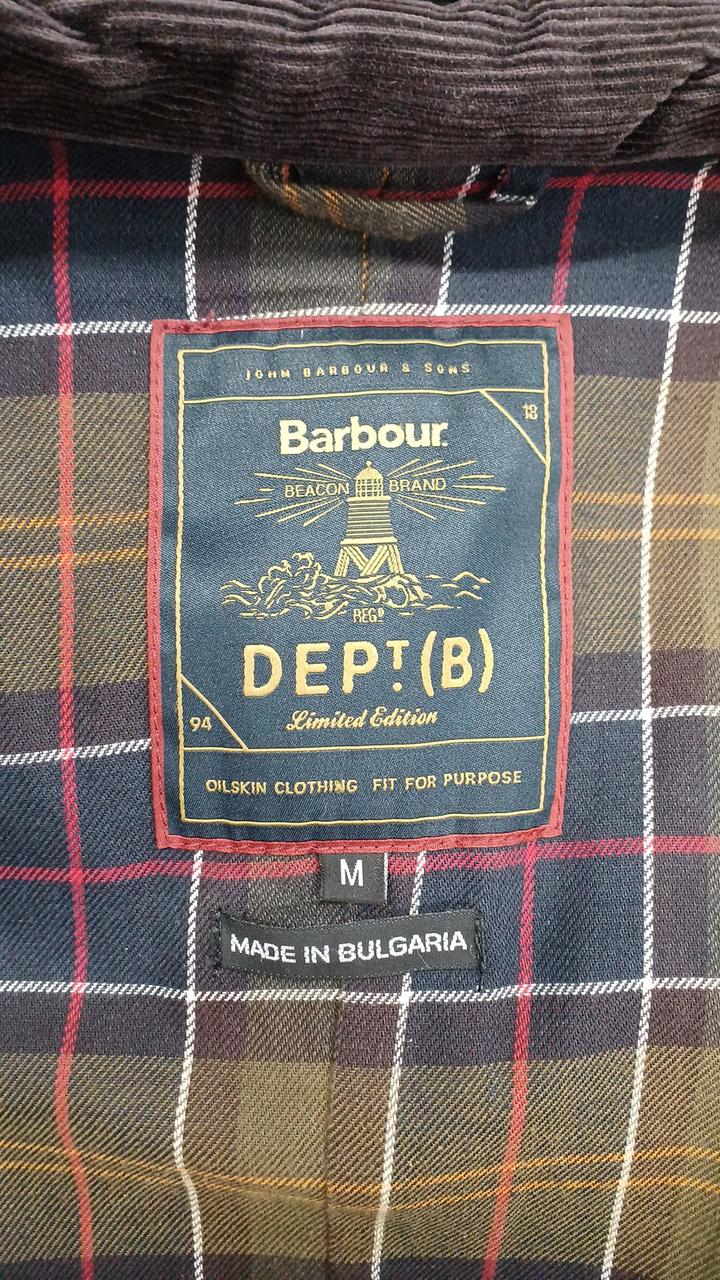 JOHN BARBOUR & SONS
18
Barbour.
BEACON BRAND
REGD
DEPT (B)
94
Limited Edition
OILSKIN CLOTHING FIT FOR PURPOSE
M
MADE IN BULGARIA